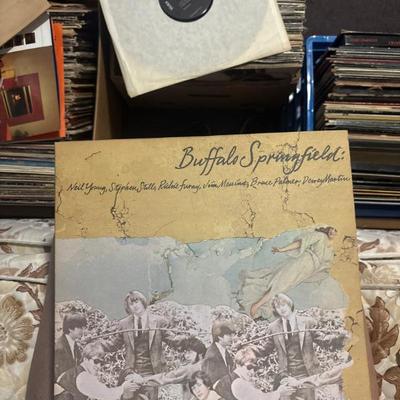 Buffalo Springfield:
Neil Young, Stephen Stills, Richie Furay, Jim Messina, Bruce Palmer, Dewey Martin